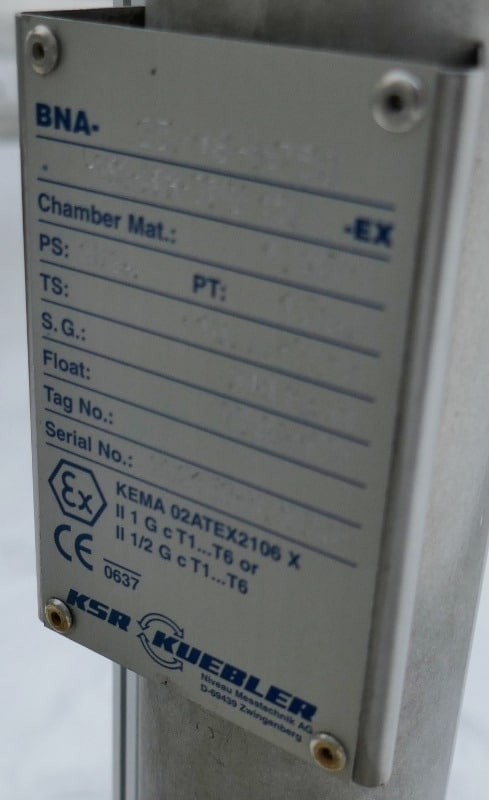 BNA-
-
-EX
Chamber Mat.:
PS: PT:
TS:
S.G.:
Float:
Tag No.:
Serial No.:
Ex KEMA 02ATEX2106 X
II 1 G c T1...T6 or
II 1/2 G c T1...T6
CE 0637
KSR KUEBLER
Niveau Messtechnik AG
D-69439 Zwingenberg